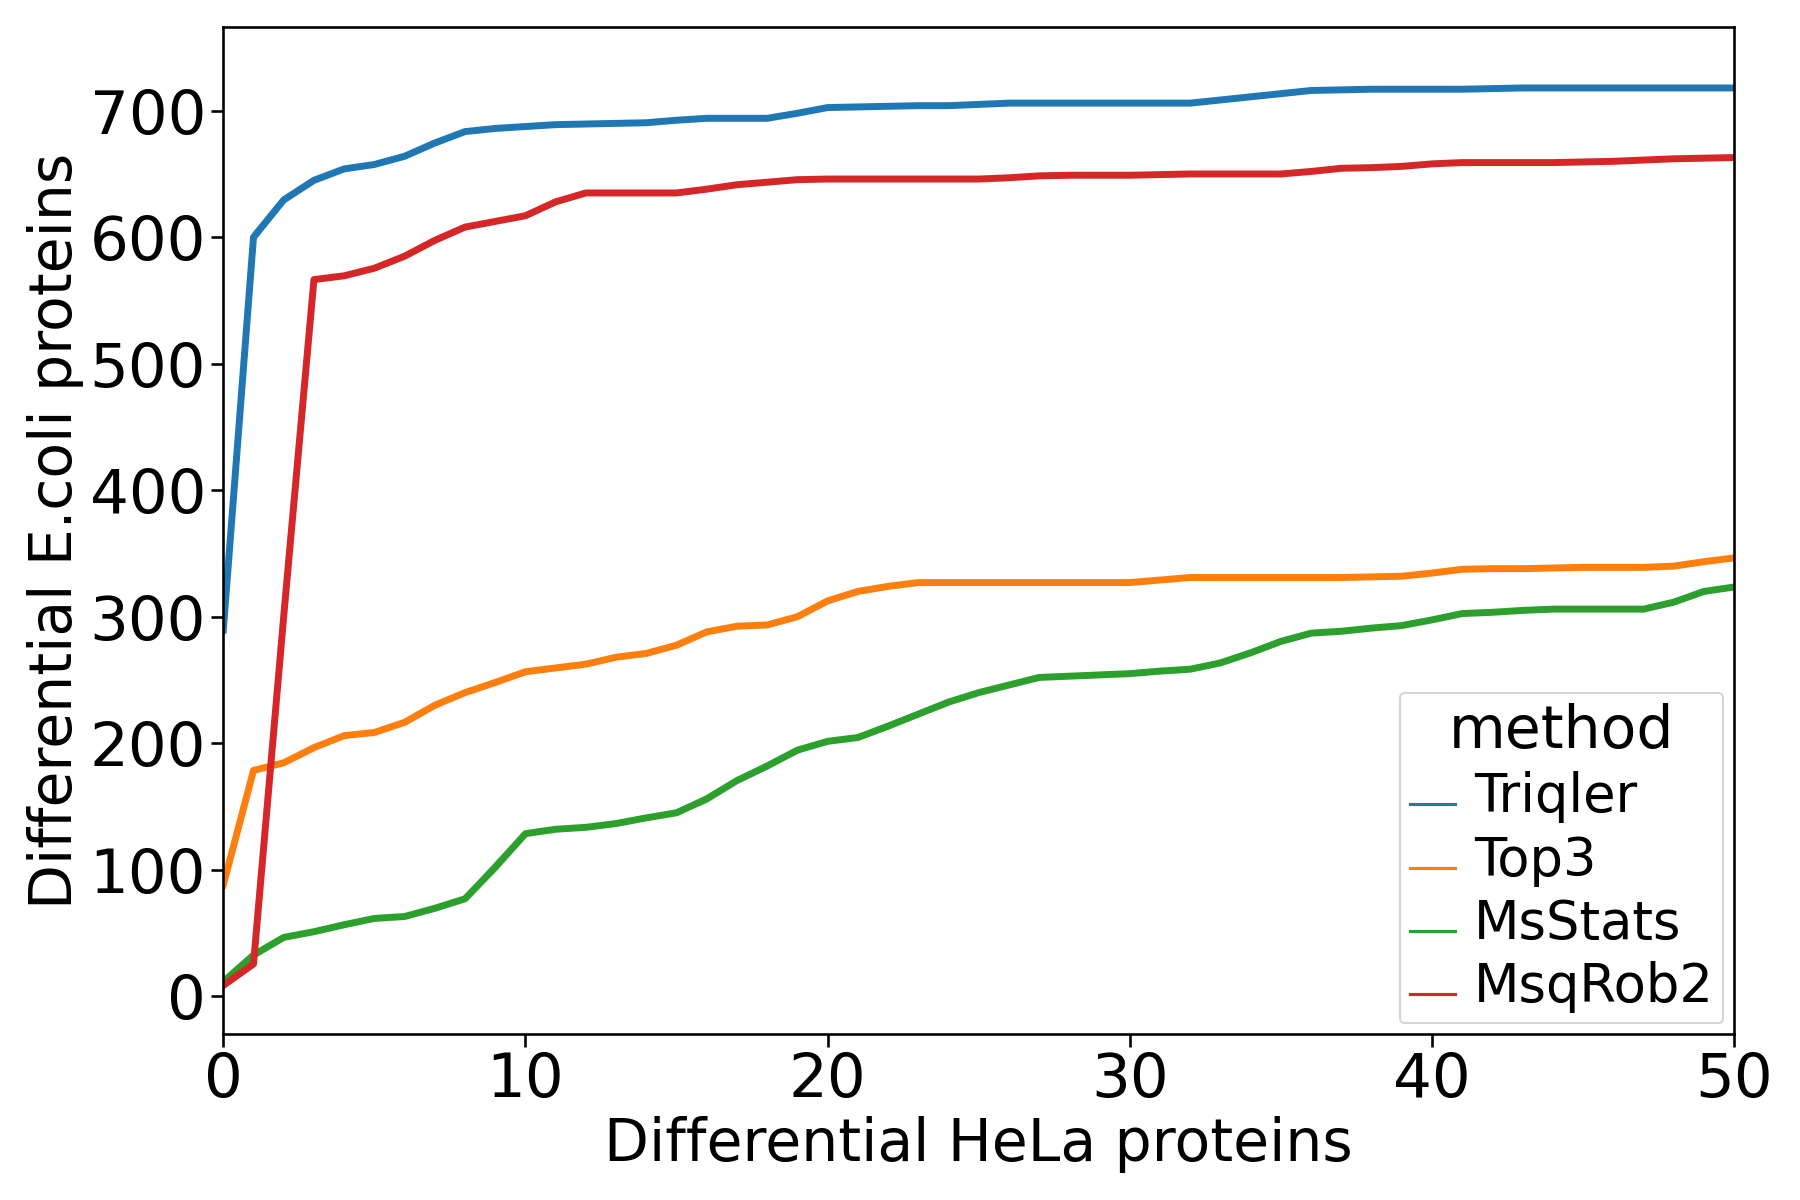 Differential E.coli proteins
700
600
500
400
300
200
100
0
0 10 20 30 40 50
Differential HeLa proteins
method
Triqler
Top3
MsStats
MsqRob2